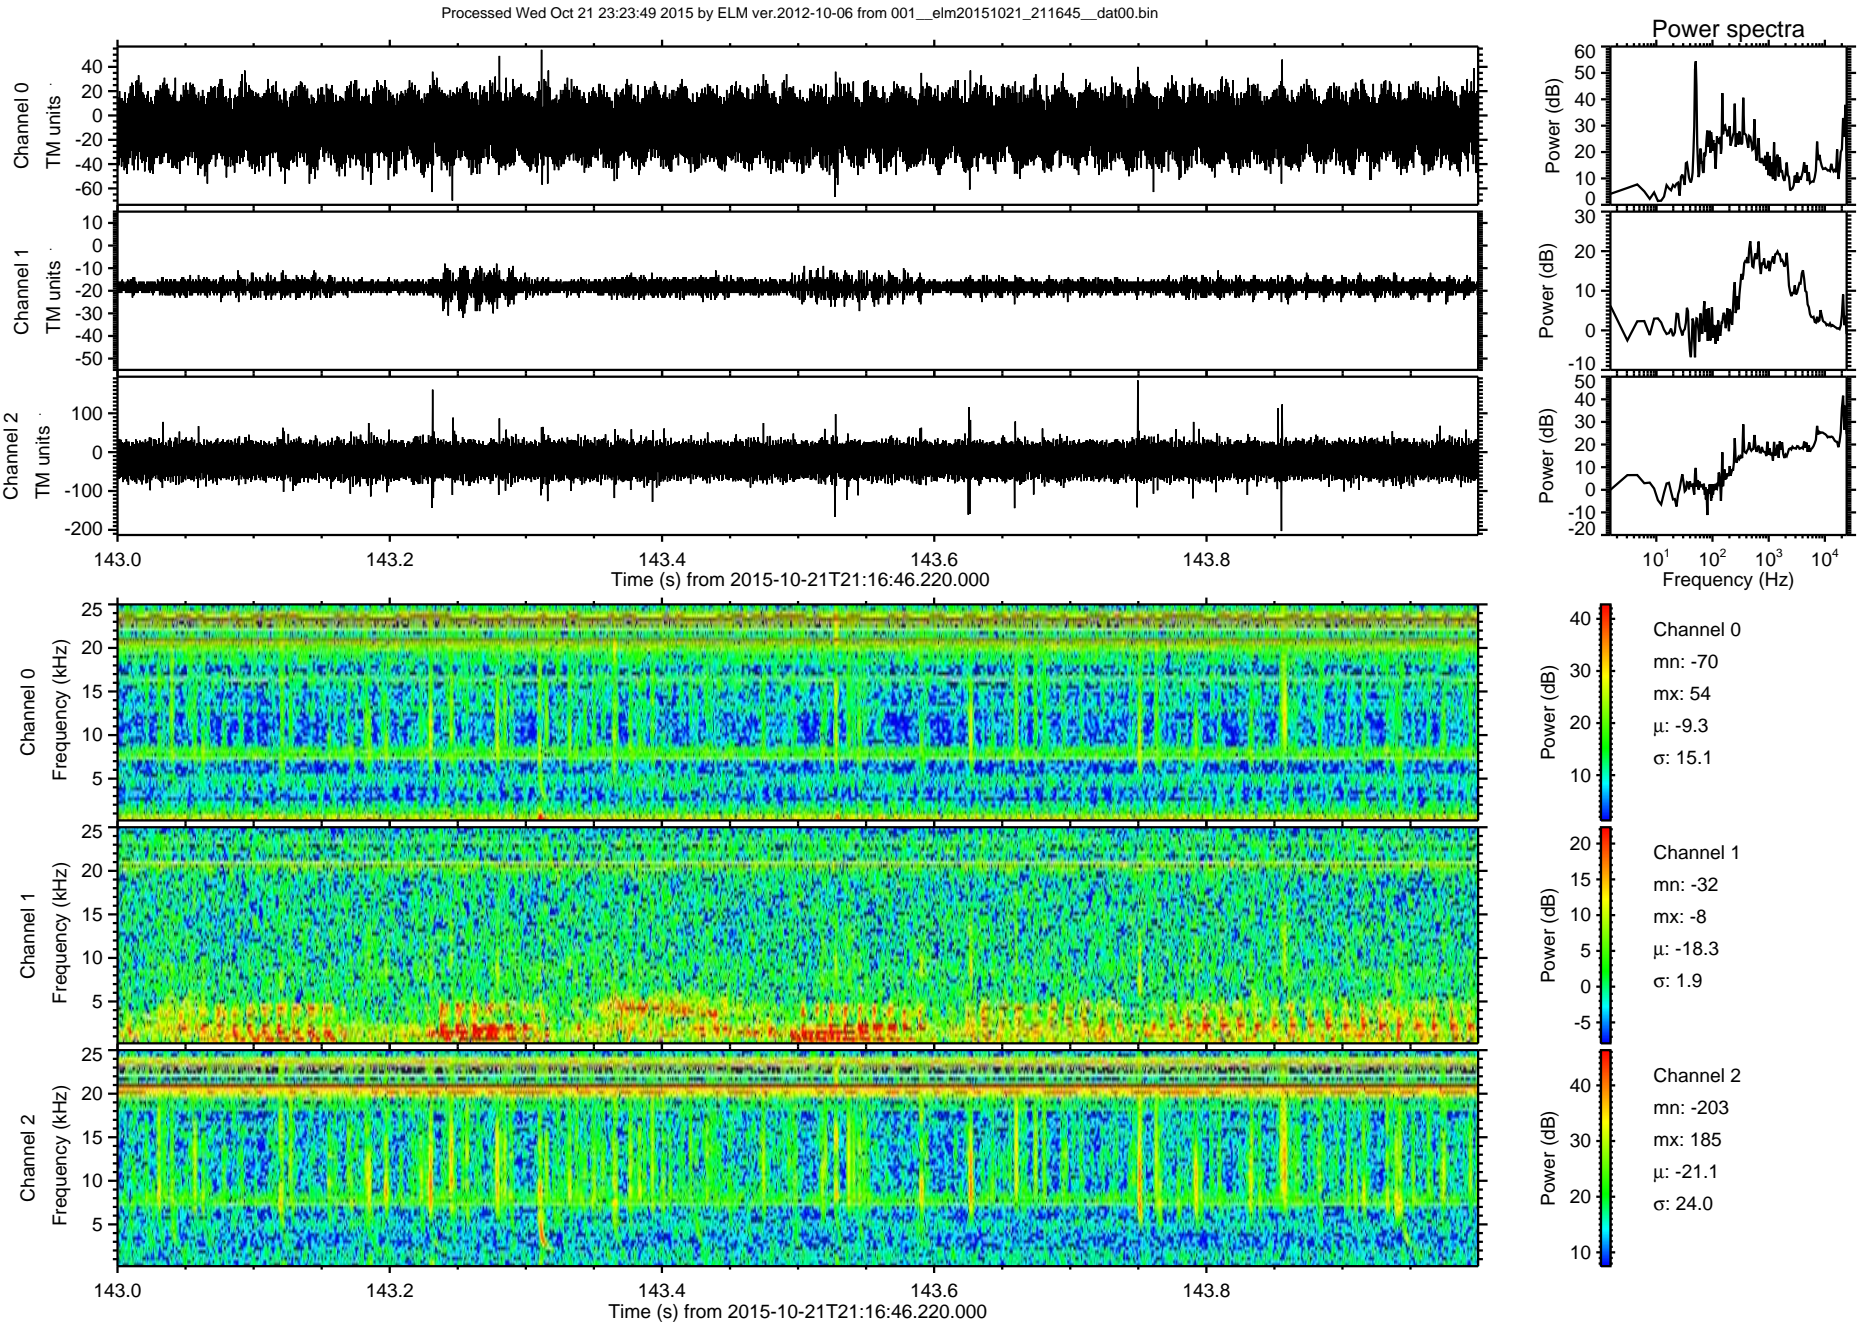 Processed Wed Oct 21 23:23:49 2015 by ELM ver.2012-10-06 from 001__elm20151021_211645__dat00.bin
Power spectra
Channel 0
TM units
40
20
0
-20
-40
-60
Power (dB)
60
50
40
30
20
10
0
Channel 1
TM units
10
0
-10
-20
-30
-40
-50
Power (dB)
30
20
10
0
-10
Channel 2
TM units
100
0
-100
-200
Power (dB)
50
40
30
20
10
0
-10
-20
143.0 143.2 143.4 143.6 143.8
Time (s) from 2015-10-21T21:16:46.220.000
10¹ 10² 10³ 10⁴
Frequency (Hz)
Channel 0
Frequency (kHz)
25
20
15
10
5
Power (dB)
40
30
20
10
Channel 0
mn: -70
mx: 54
μ: -9.3
σ: 15.1
Channel 1
Frequency (kHz)
25
20
15
10
5
Power (dB)
20
15
10
5
0
-5
Channel 1
mn: -32
mx: -8
μ: -18.3
σ: 1.9
Channel 2
Frequency (kHz)
25
20
15
10
5
Power (dB)
40
30
20
10
Channel 2
mn: -203
mx: 185
μ: -21.1
σ: 24.0
143.0 143.2 143.4 143.6 143.8
Time (s) from 2015-10-21T21:16:46.220.000